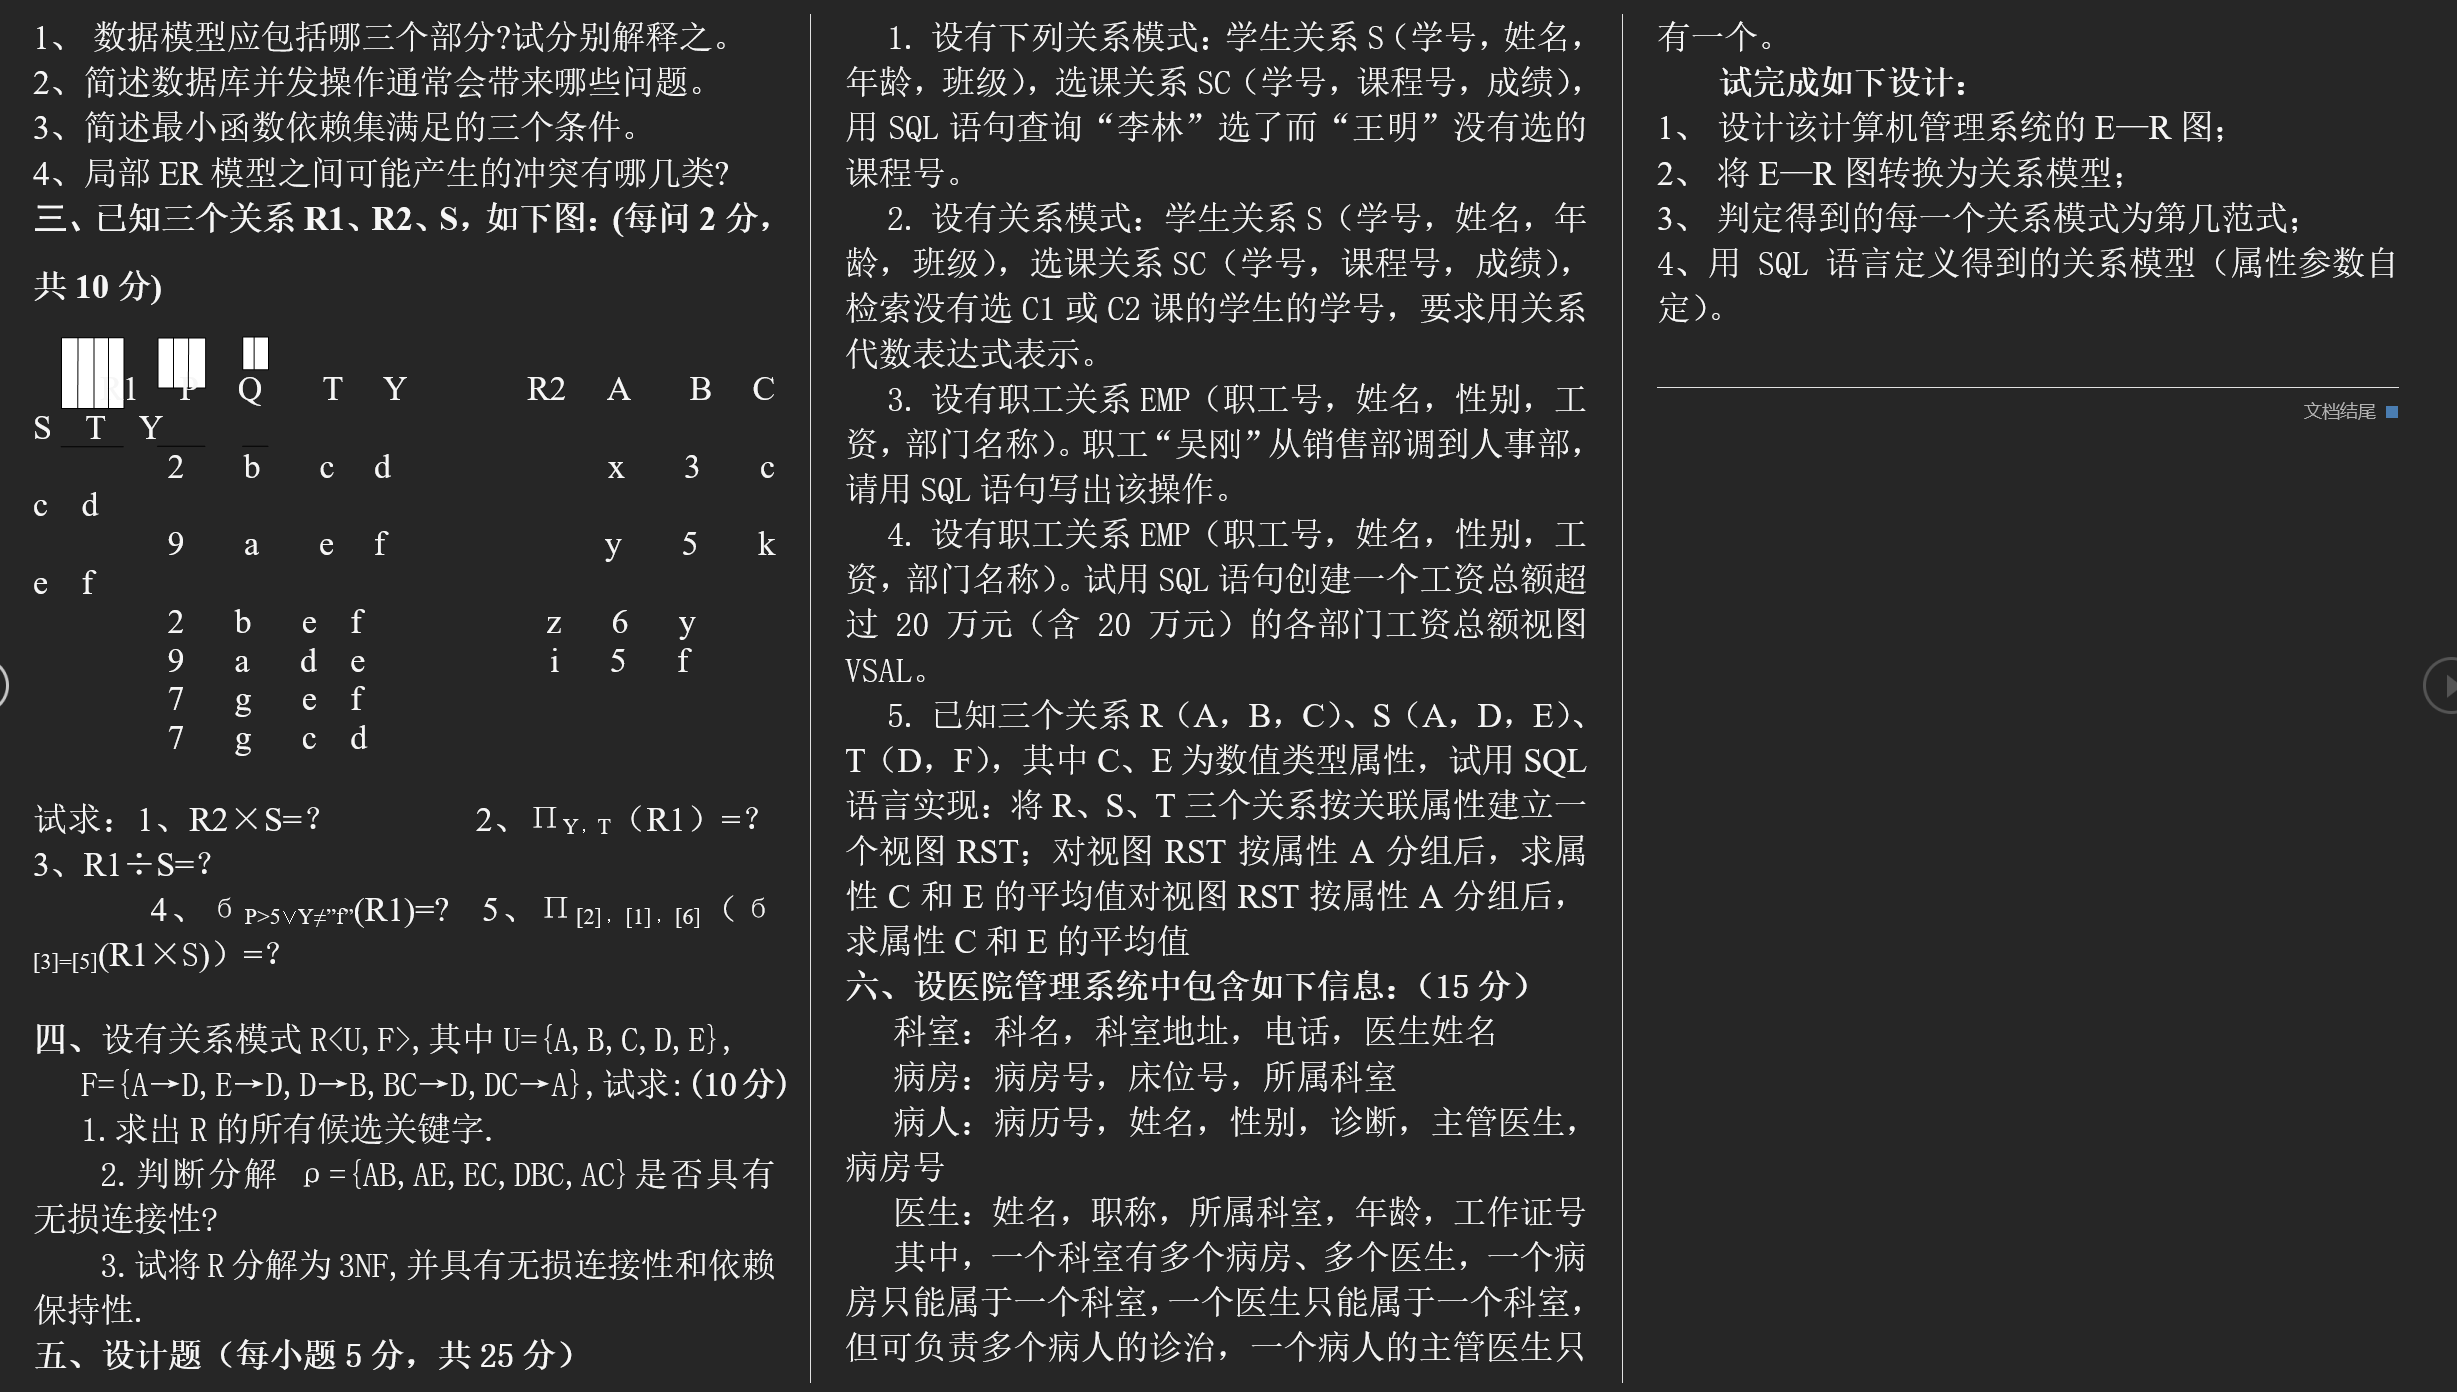 1、 数据模型应包括哪三个部分?试分别解释之。
2、简述数据库并发操作通常会带来哪些问题。
3、简述最小函数依赖集满足的三个条件。
4、局部 ER 模型之间可能产生的冲突有哪几类?
三、已知三个关系 R1、R2、S，如下图：(每问 2 分，
共 10 分)
R1 P Q T Y R2 A B C
S T Y
2 b c d x 3 c
c d
9 a e f y 5 k
e f
2 b e f z 6 y
9 a d e i 5 f
7 g e f
7 g c d
试求：1、R2×S=？ 2、∏Y，T（R1）=？
3、R1÷S=？
4、б P>5∨Y≠”f”(R1)=? 5、∏[2]，[1]，[6]（б
[3]=[5](R1×S)）=？
四、设有关系模式 R<U,F>,其中 U={A,B,C,D,E},
F={A→D,E→D,D→B,BC→D,DC→A},试求:(10 分)
1.求出 R 的所有候选关键字.
2.判断分解 ρ={AB,AE,EC,DBC,AC}是否具有
无损连接性?
3.试将 R 分解为 3NF,并具有无损连接性和依赖
保持性.
五、设计题（每小题 5 分，共 25 分）
1. 设有下列关系模式：学生关系 S（学号，姓名，
年龄，班级），选课关系 SC（学号，课程号，成绩），
用 SQL 语句查询“李林”选了而“王明”没有选的
课程号。
2. 设有关系模式：学生关系 S（学号，姓名，年
龄，班级），选课关系 SC（学号，课程号，成绩），
检索没有选 C1 或 C2 课的学生的学号，要求用关系
代数表达式表示。
3. 设有职工关系 EMP（职工号，姓名，性别，工
资，部门名称）。职工“吴刚”从销售部调到人事部，
请用 SQL 语句写出该操作。
4. 设有职工关系 EMP（职工号，姓名，性别，工
资，部门名称）。试用 SQL 语句创建一个工资总额超
过 20 万元（含 20 万元）的各部门工资总额视图
VSAL。
5. 已知三个关系 R（A，B，C）、S（A，D，E）、
T（D，F），其中 C、E 为数值类型属性，试用 SQL
语言实现：将 R、S、T 三个关系按关联属性建立一
个视图 RST；对视图 RST 按属性 A 分组后，求属
性 C 和 E 的平均值对视图 RST 按属性 A 分组后，
求属性 C 和 E 的平均值
六、设医院管理系统中包含如下信息：（15 分）
科室：科名，科室地址，电话，医生姓名
病房：病房号，床位号，所属科室
病人：病历号，姓名，性别，诊断，主管医生，
病房号
医生：姓名，职称，所属科室，年龄，工作证号
其中，一个科室有多个病房、多个医生，一个病
房只能属于一个科室，一个医生只能属于一个科室，
但可负责多个病人的诊治，一个病人的主管医生只
有一个。
试完成如下设计：
1、 设计该计算机管理系统的 E—R 图；
2、 将 E—R 图转换为关系模型；
3、 判定得到的每一个关系模式为第几范式；
4、用 SQL 语言定义得到的关系模型（属性参数自
定）。
文档结尾